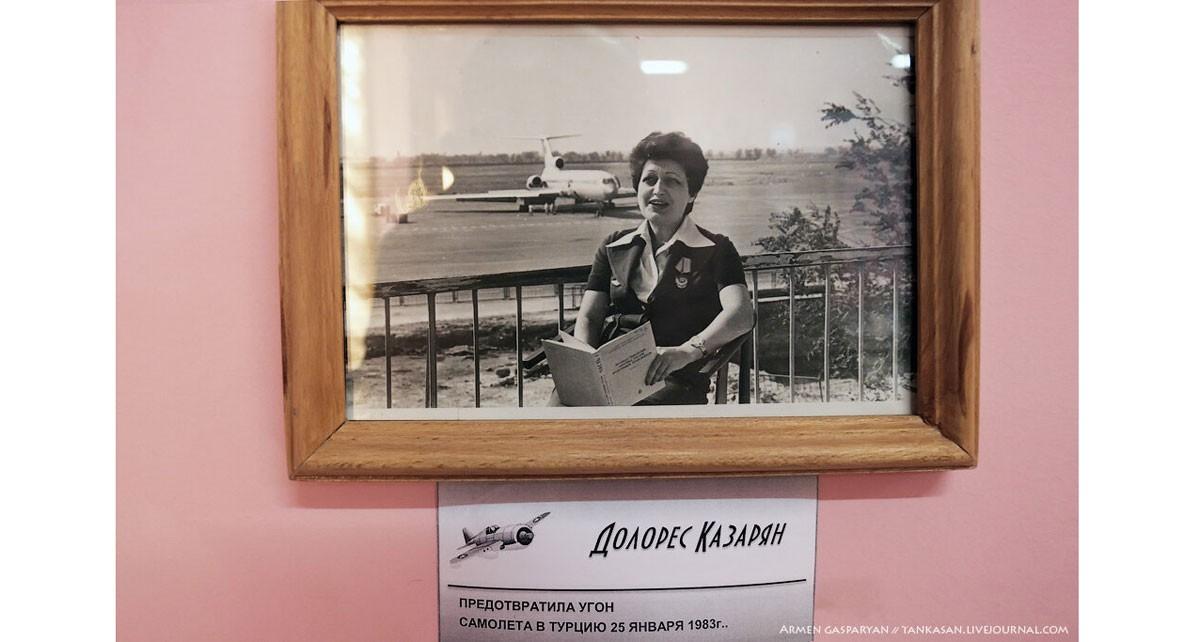 Долорес Казарян
ПРЕДОТВРАТИЛА УГОН
САМОЛЕТА В ТУРЦИЮ 25 ЯНВАРЯ 1983г..
ARMEN GASPARYAN // TANKASAN.LIVEJOURNAL.COM